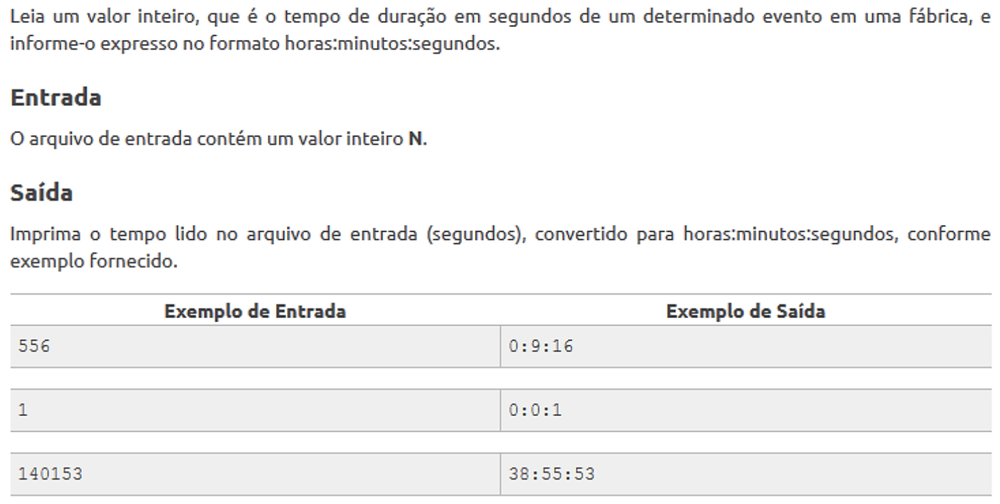 Leia um valor inteiro, que é o tempo de duração em segundos de um determinado evento em uma fábrica, e
informe-o expresso no formato horas:minutos:segundos.
Entrada
O arquivo de entrada contém um valor inteiro N.
Saída
Imprima o tempo lido no arquivo de entrada (segundos), convertido para horas:minutos:segundos, conforme
exemplo fornecido.
Exemplo de Entrada Exemplo de Saída
556 0:9:16
1 0:0:1
140153 38:55:53